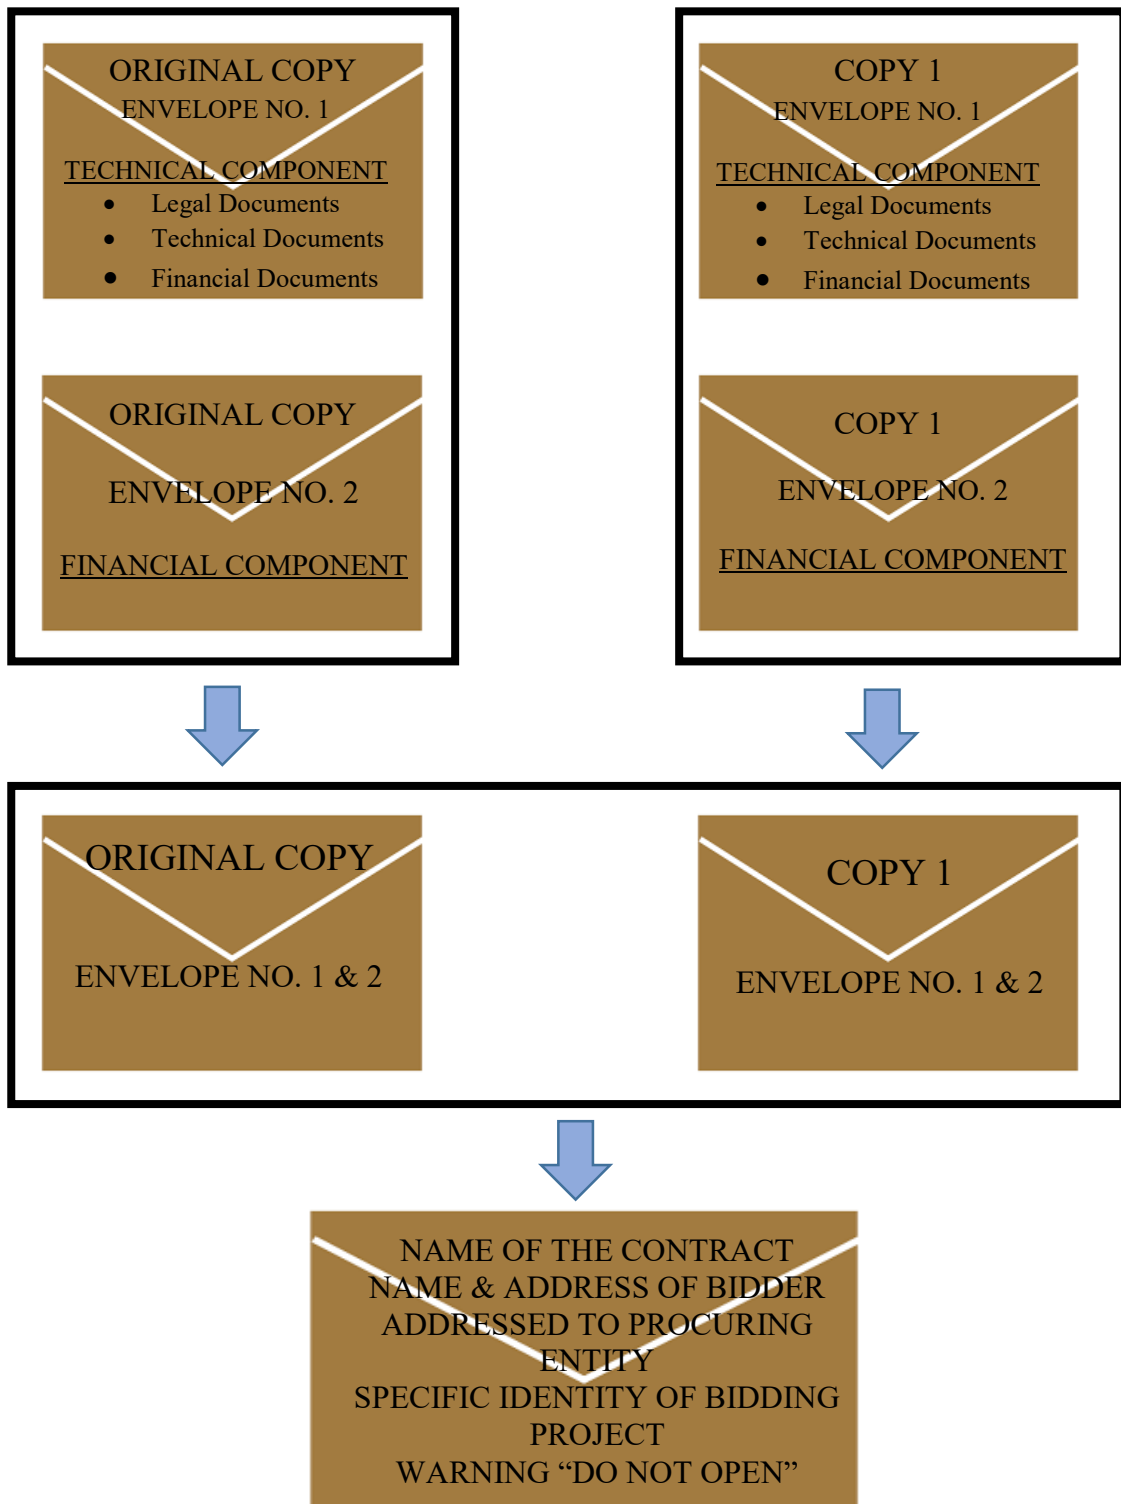 ORIGINAL COPY
ENVELOPE NO. 1
TECHNICAL COMPONENT
• Legal Documents
• Technical Documents
• Financial Documents
COPY 1
ENVELOPE NO. 1
TECHNICAL COMPONENT
• Legal Documents
• Technical Documents
• Financial Documents
ORIGINAL COPY
ENVELOPE NO. 2
FINANCIAL COMPONENT
COPY 1
ENVELOPE NO. 2
FINANCIAL COMPONENT
ORIGINAL COPY
ENVELOPE NO. 1 & 2
COPY 1
ENVELOPE NO. 1 & 2
NAME OF THE CONTRACT
NAME & ADDRESS OF BIDDER
ADDRESSED TO PROCURING
ENTITY
SPECIFIC IDENTITY OF BIDDING
PROJECT
WARNING “DO NOT OPEN”